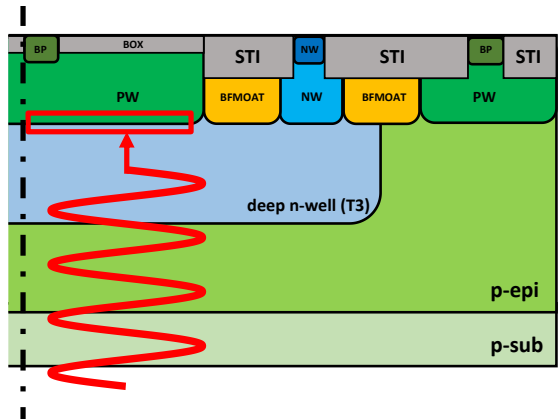 BP
BOX
STI
NW
STI
BP
STI
PW
BFMOAT
NW
BFMOAT
PW
deep n-well (T3)
p-epi
p-sub